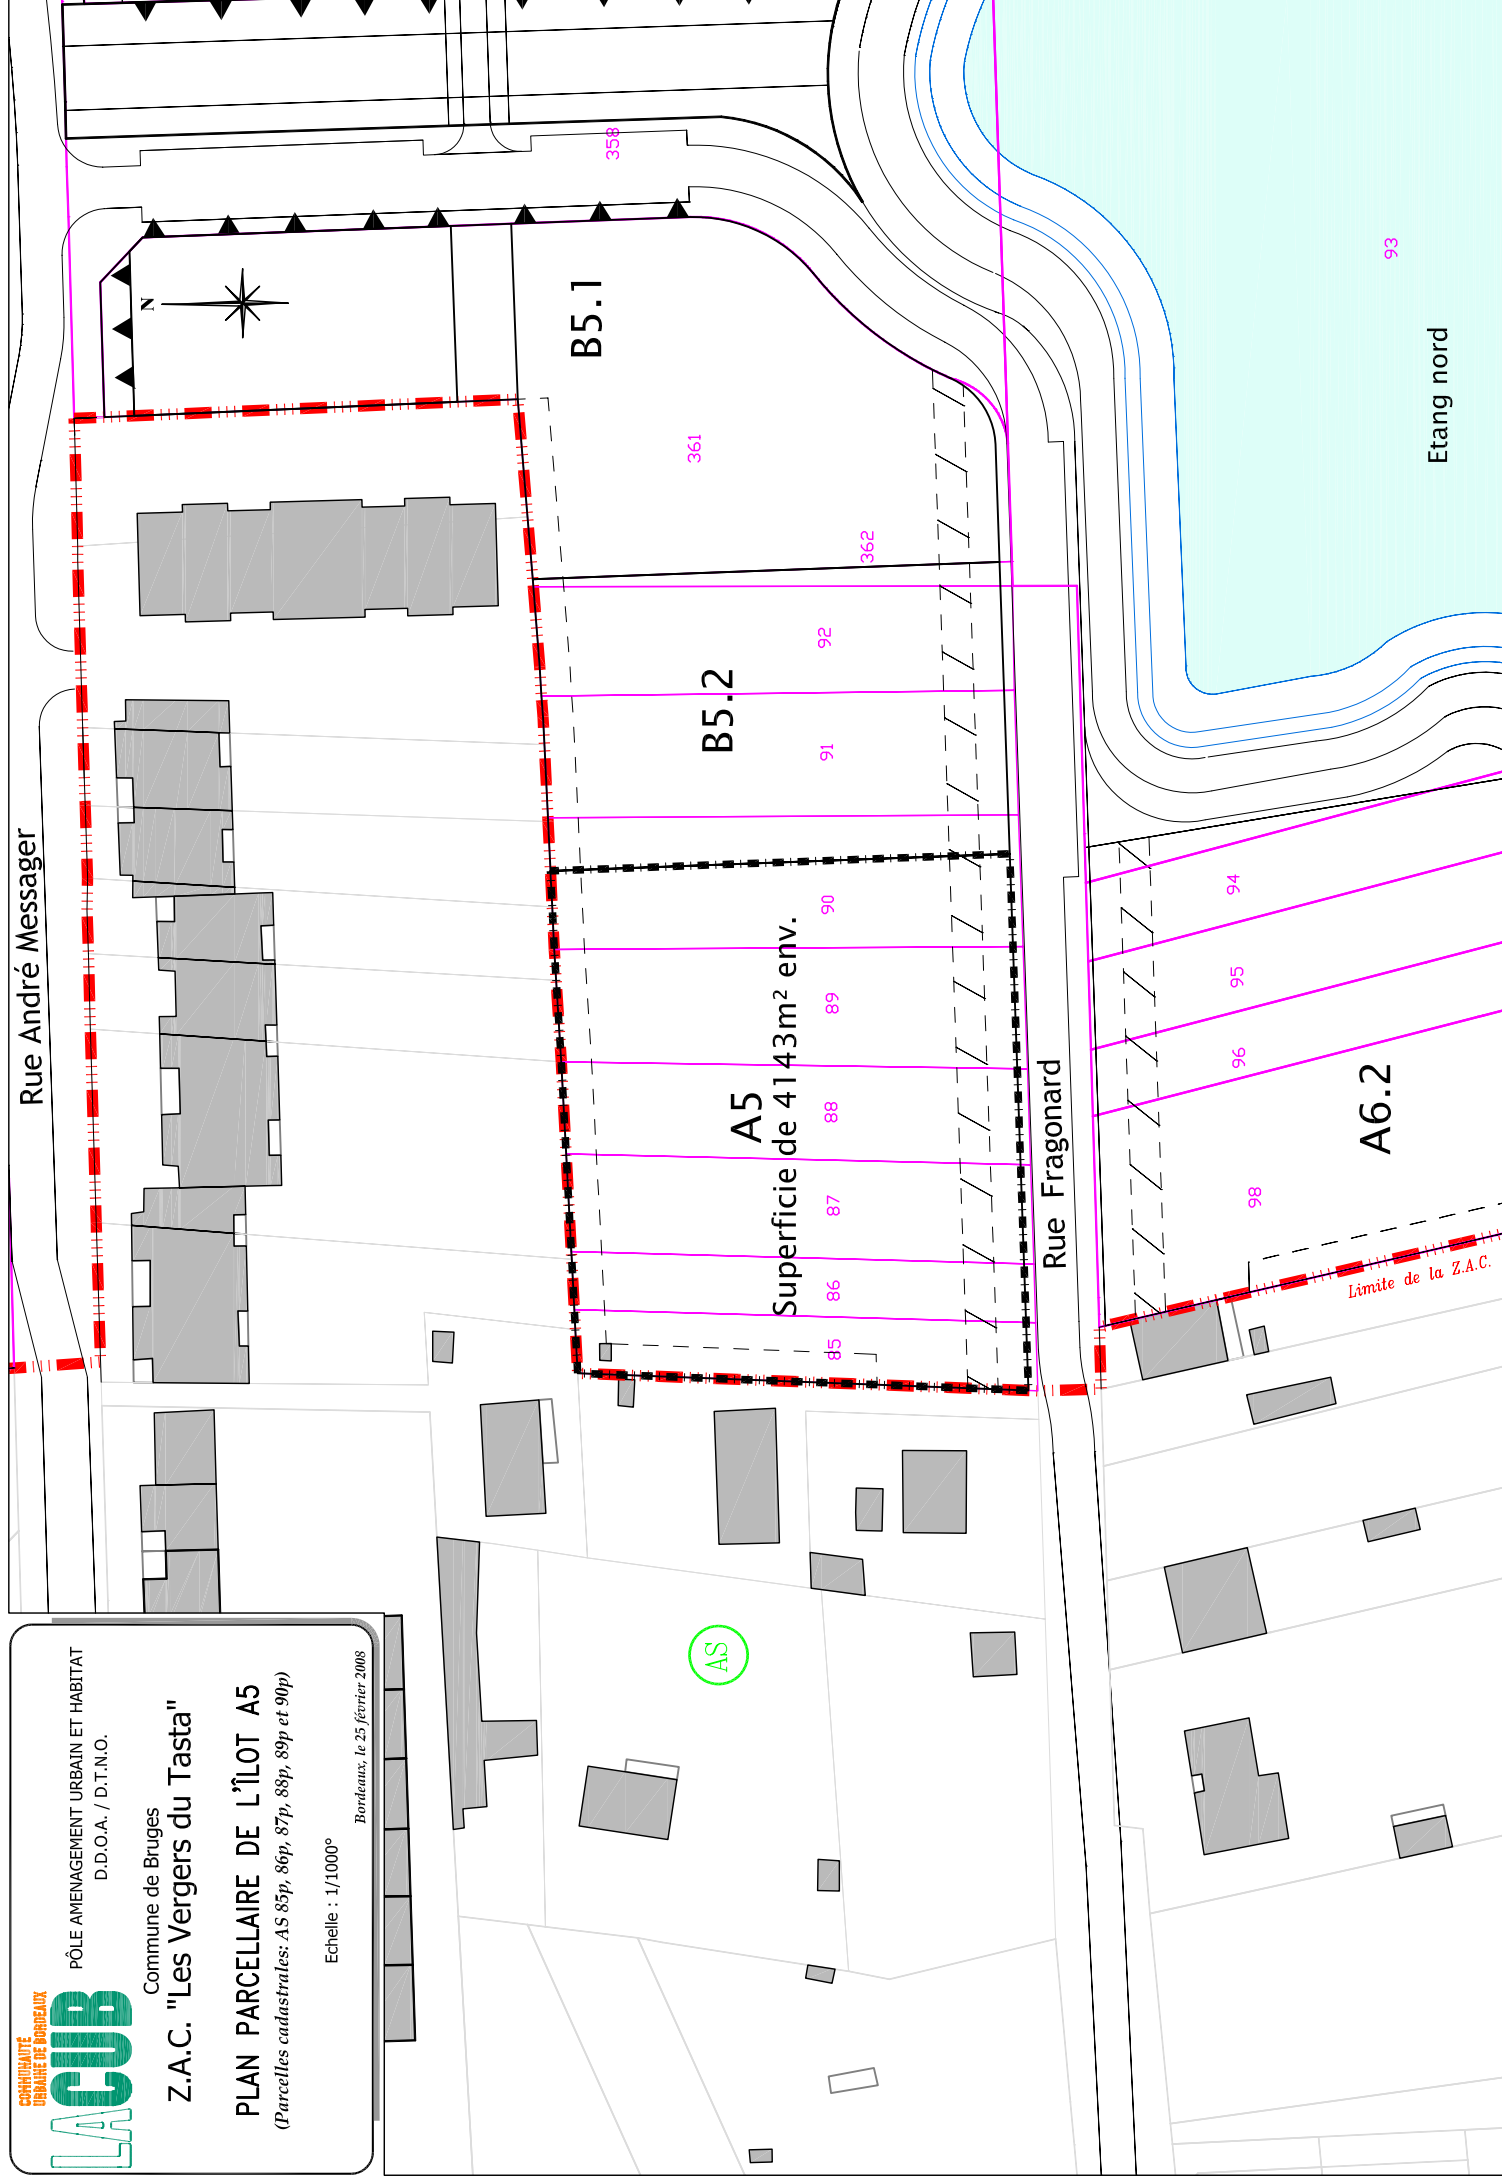 COMMUNAUTÉ
URBAINE DE BORDEAUX
LACUB
PÔLE AMENAGEMENT URBAIN ET HABITAT
D.D.O.A. / D.T.N.O.
Commune de Bruges
Z.A.C. "Les Vergers du Tasta"
PLAN PARCELLAIRE DE L'ÎLOT A5
(Parcelles cadastrales: AS 85p, 86p, 87p, 88p, 89p et 90p)
Echelle : 1/1000°
Bordeaux, le 25 février 2008
Rue André Messager
N
B5.1
358
361
362
92
B5.2
91
90
89
88
87
86
85
A5
Superficie de 4143m² env.
Rue Fragonard
AS
93
Etang nord
94
95
96
98
A6.2
Limite de la Z.A.C.